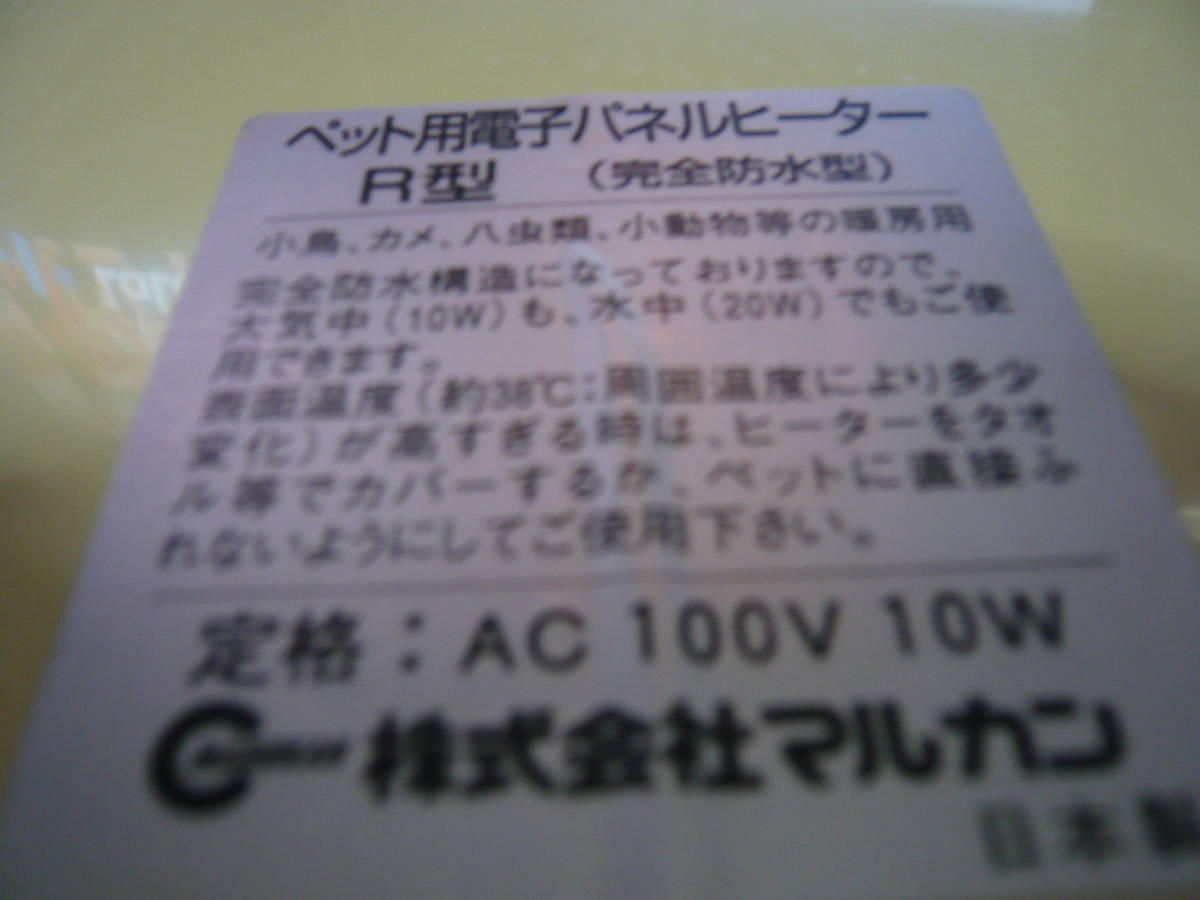 ペット用電子パネルヒーター
R型 (完全防水型)
小鳥、カメ、八虫類、小動物等の暖房用
完全防水構造になっておりますので、
大気中(10W)も、水中(20W)でもご使
用できます。
表面温度(約38℃:周囲温度により多少
変化)が高すぎる時は、ヒーターをタオ
ル等でカバーするか、ペットに直接ふ
れないようにしてご使用下さい。
定格:AC 100V 10W
株式会社マルカン
日本製